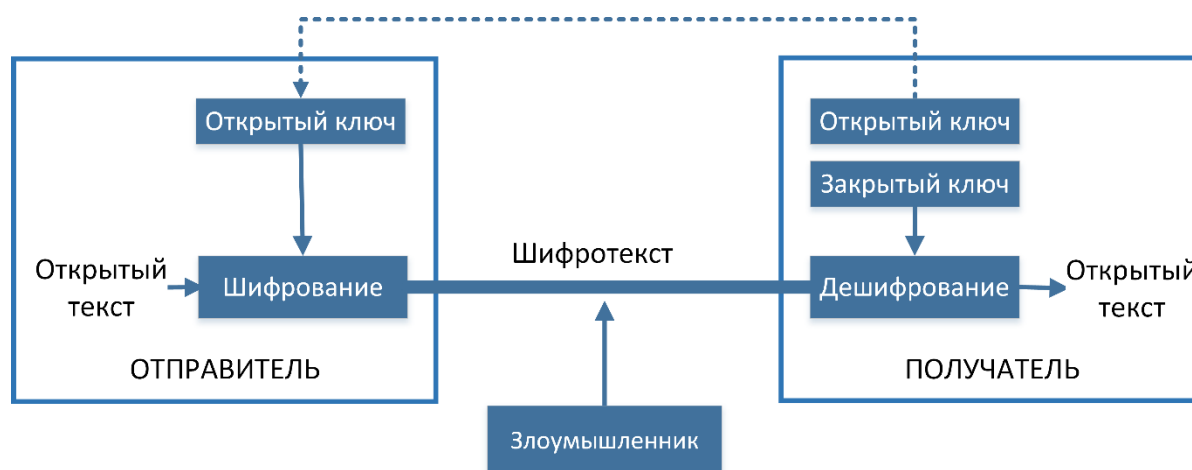 Открытый ключ
Открытый ключ
Закрытый ключ
Шифротекст
Открытый
текст
Шифрование
Дешифрование
Открытый
текст
ОТПРАВИТЕЛЬ
ПОЛУЧАТЕЛЬ
Злоумышленник